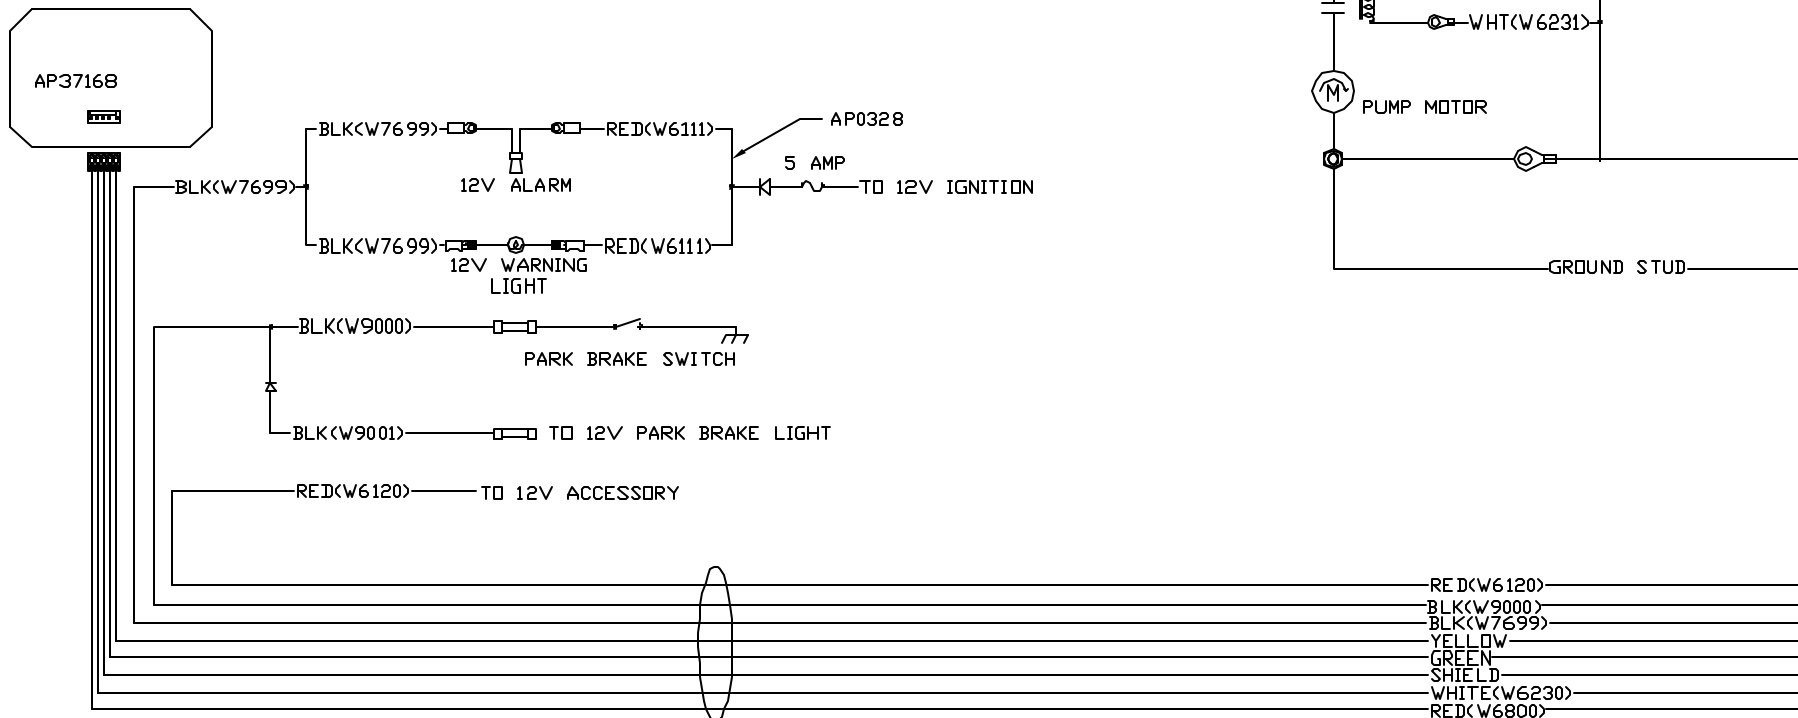 WHT(W6231)
AP37168
PUMP MOTOR
BLK(W7699)
RED(W6111)
AP0328
5 AMP
12V ALARM
BLK(W7699)
TO 12V IGNITION
BLK(W7699)
RED(W6111)
12V WARNING
LIGHT
GROUND STUD
BLK(W9000)
PARK BRAKE SWITCH
BLK(W9001)
TO 12V PARK BRAKE LIGHT
RED(W6120)
TO 12V ACCESSORY
RED(W6120)
BLK(W9000)
BLK(W7699)
YELLOW
GREEN
SHIELD
WHITE(W6230)
RED(W6800)
M